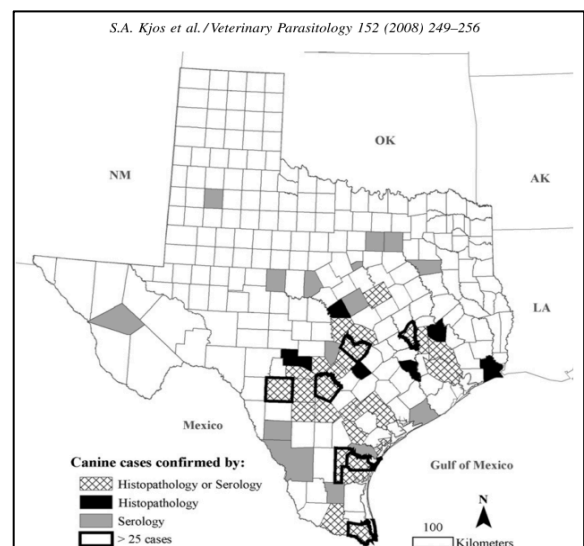 S.A. Kjos et al. / Veterinary Parasitology 152 (2008) 249–256
OK
NM
AK
LA
Mexico
Gulf of Mexico
Canine cases confirmed by:
Histopathology or Serology
Histopathology
Serology
> 25 cases
N
100
Kilometers